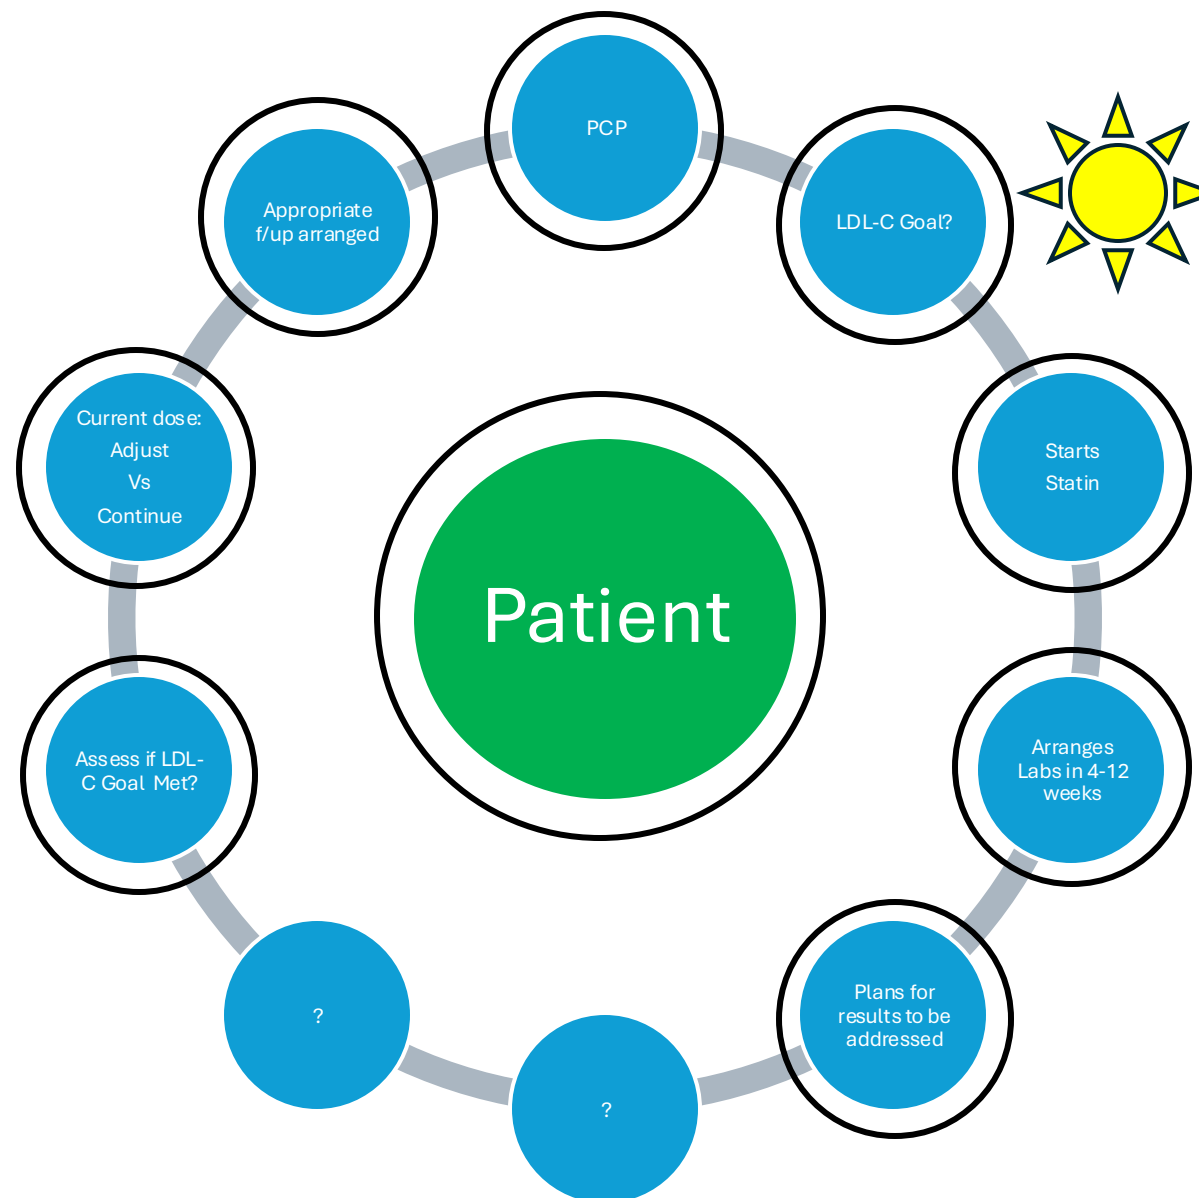 PCP
LDL-C Goal?
Starts
Statin
Arranges
Labs in 4-12
weeks
Plans for
results to be
addressed
?
?
Assess if LDL-
C Goal Met?
Current dose:
Adjust
Vs
Continue
Appropriate
f/up arranged
Patient